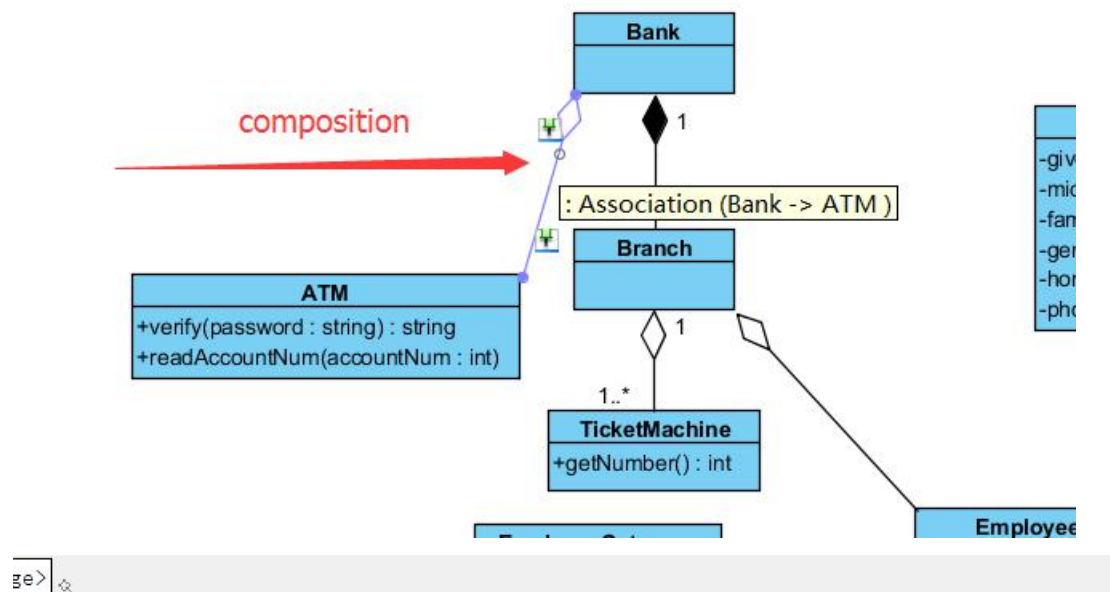 Bank
composition
1
: Association (Bank -> ATM )
Branch
ATM
+verify(password : string) : string
+readAccountNum(accountNum : int)
1
1..*
TicketMachine
+getNumber() : int
Employee
ge>